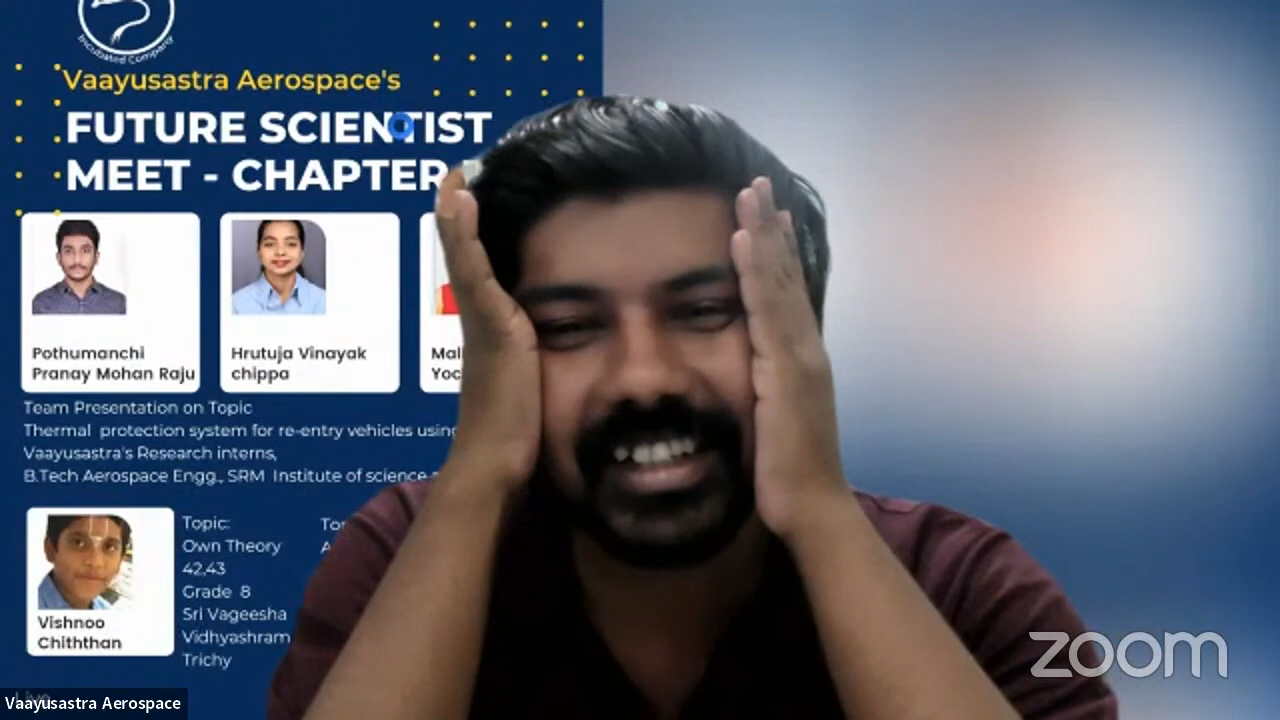 Incubated Company
Vaayusastra Aerospace's
FUTURE SCIENTIST
MEET - CHAPTER
Pothumanchi
Pranay Mohan Raju
Hrutuja Vinayak
chippa
Team Presentation on Topic
Thermal protection system for re-entry vehicles using
Vaayusastra's Research interns,
B.Tech Aerospace Engg., SRM Institute of science
Vishnoo
Chiththan
Topic:
Own Theory
42,43
Grade 8
Sri Vageesha
Vidhyashram
Trichy
Live
Vaayusastra Aerospace
zoom